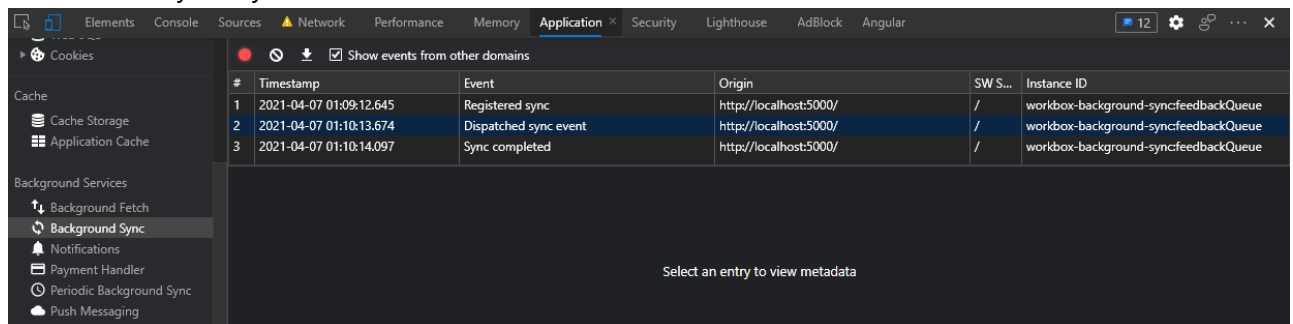 Elements Console Sources Network Performance Memory Application × Security Lighthouse AdBlock Angular 12
Cookies
Show events from other domains
# Timestamp Event Origin SW S... Instance ID
1 2021-04-07 01:09:12.645 Registered sync http://localhost:5000/ / workbox-background-sync:feedbackQueue
2 2021-04-07 01:10:13.674 Dispatched sync event http://localhost:5000/ / workbox-background-sync:feedbackQueue
3 2021-04-07 01:10:14.097 Sync completed http://localhost:5000/ / workbox-background-sync:feedbackQueue
Cache
Cache Storage
Application Cache
Background Services
Background Fetch
Background Sync
Notifications
Payment Handler
Periodic Background Sync
Push Messaging
Select an entry to view metadata